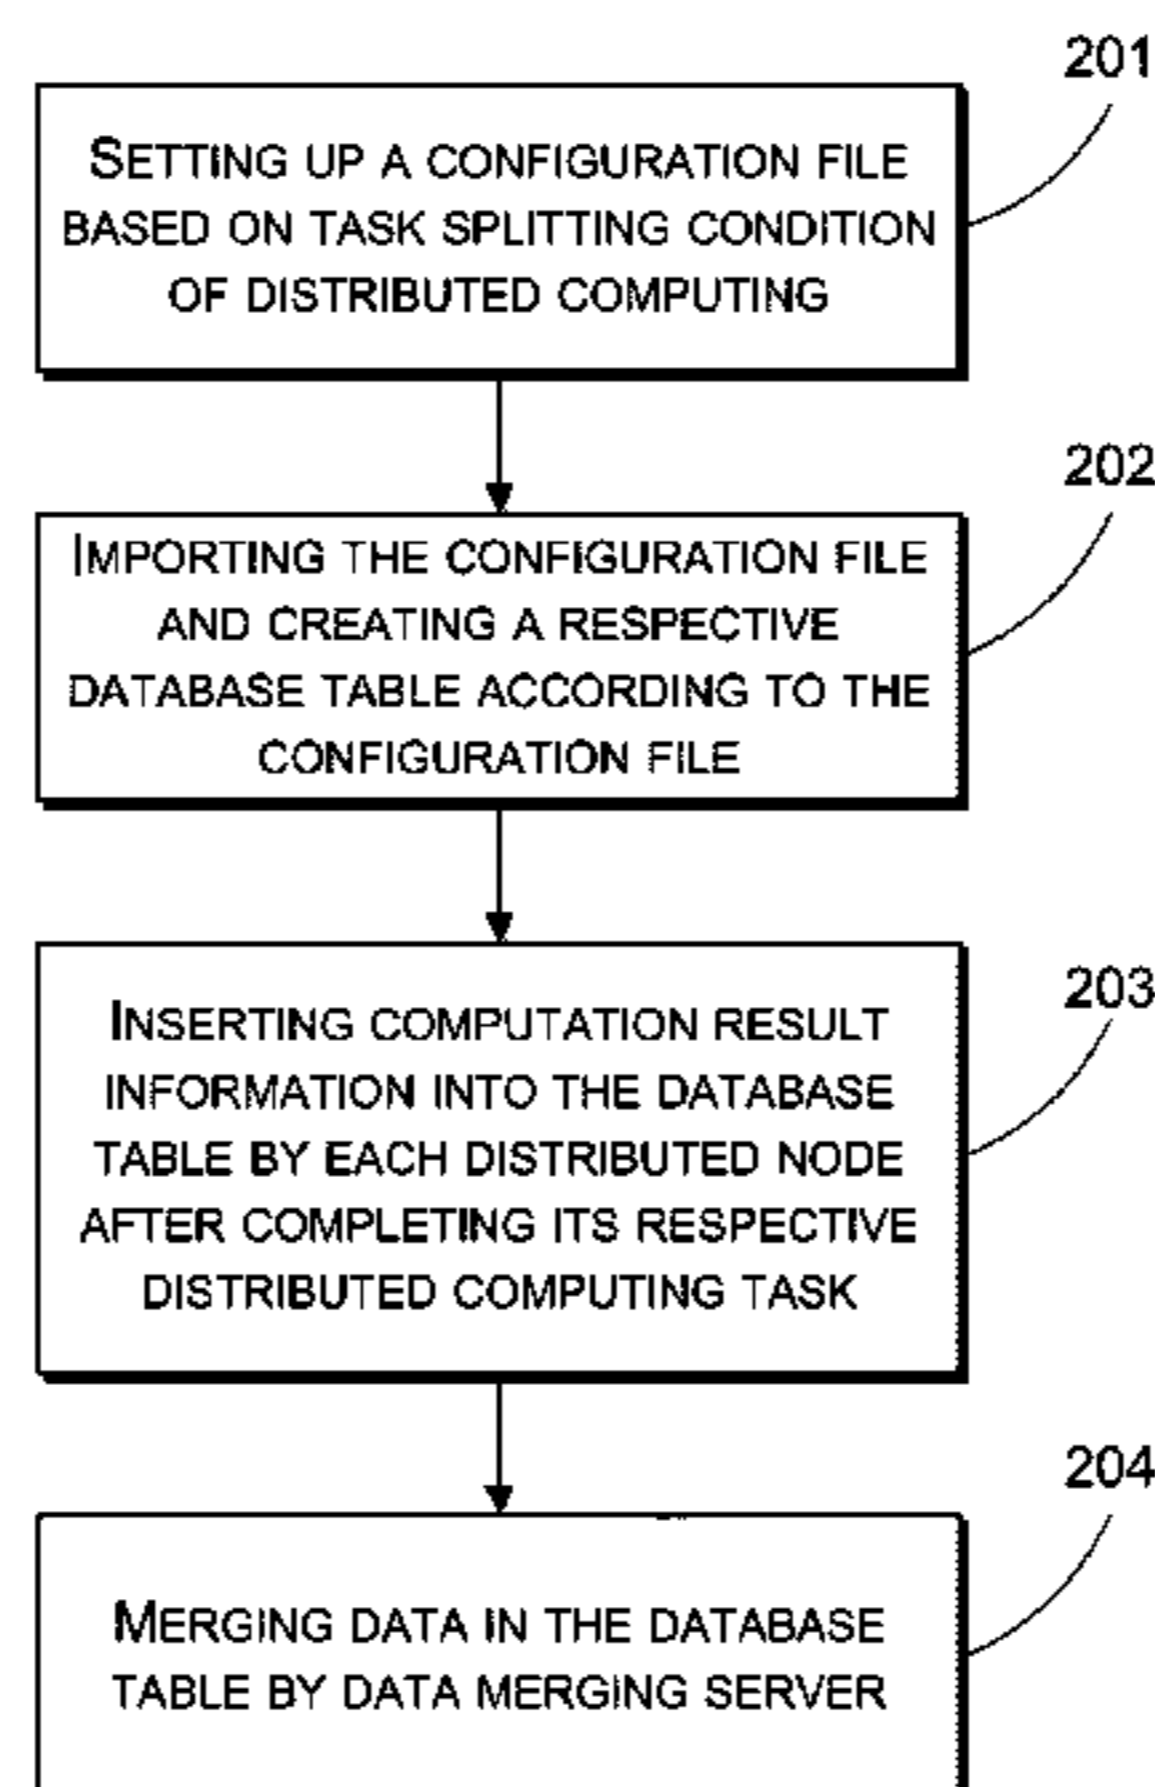 201
SETTING UP A CONFIGURATION FILE
BASED ON TASK SPLITTING CONDITION
OF DISTRIBUTED COMPUTING
202
IMPORTING THE CONFIGURATION FILE
AND CREATING A RESPECTIVE
DATABASE TABLE ACCORDING TO THE
CONFIGURATION FILE
203
INSERTING COMPUTATION RESULT
INFORMATION INTO THE DATABASE
TABLE BY EACH DISTRIBUTED NODE
AFTER COMPLETING ITS RESPECTIVE
DISTRIBUTED COMPUTING TASK
204
MERGING DATA IN THE DATABASE
TABLE BY DATA MERGING SERVER